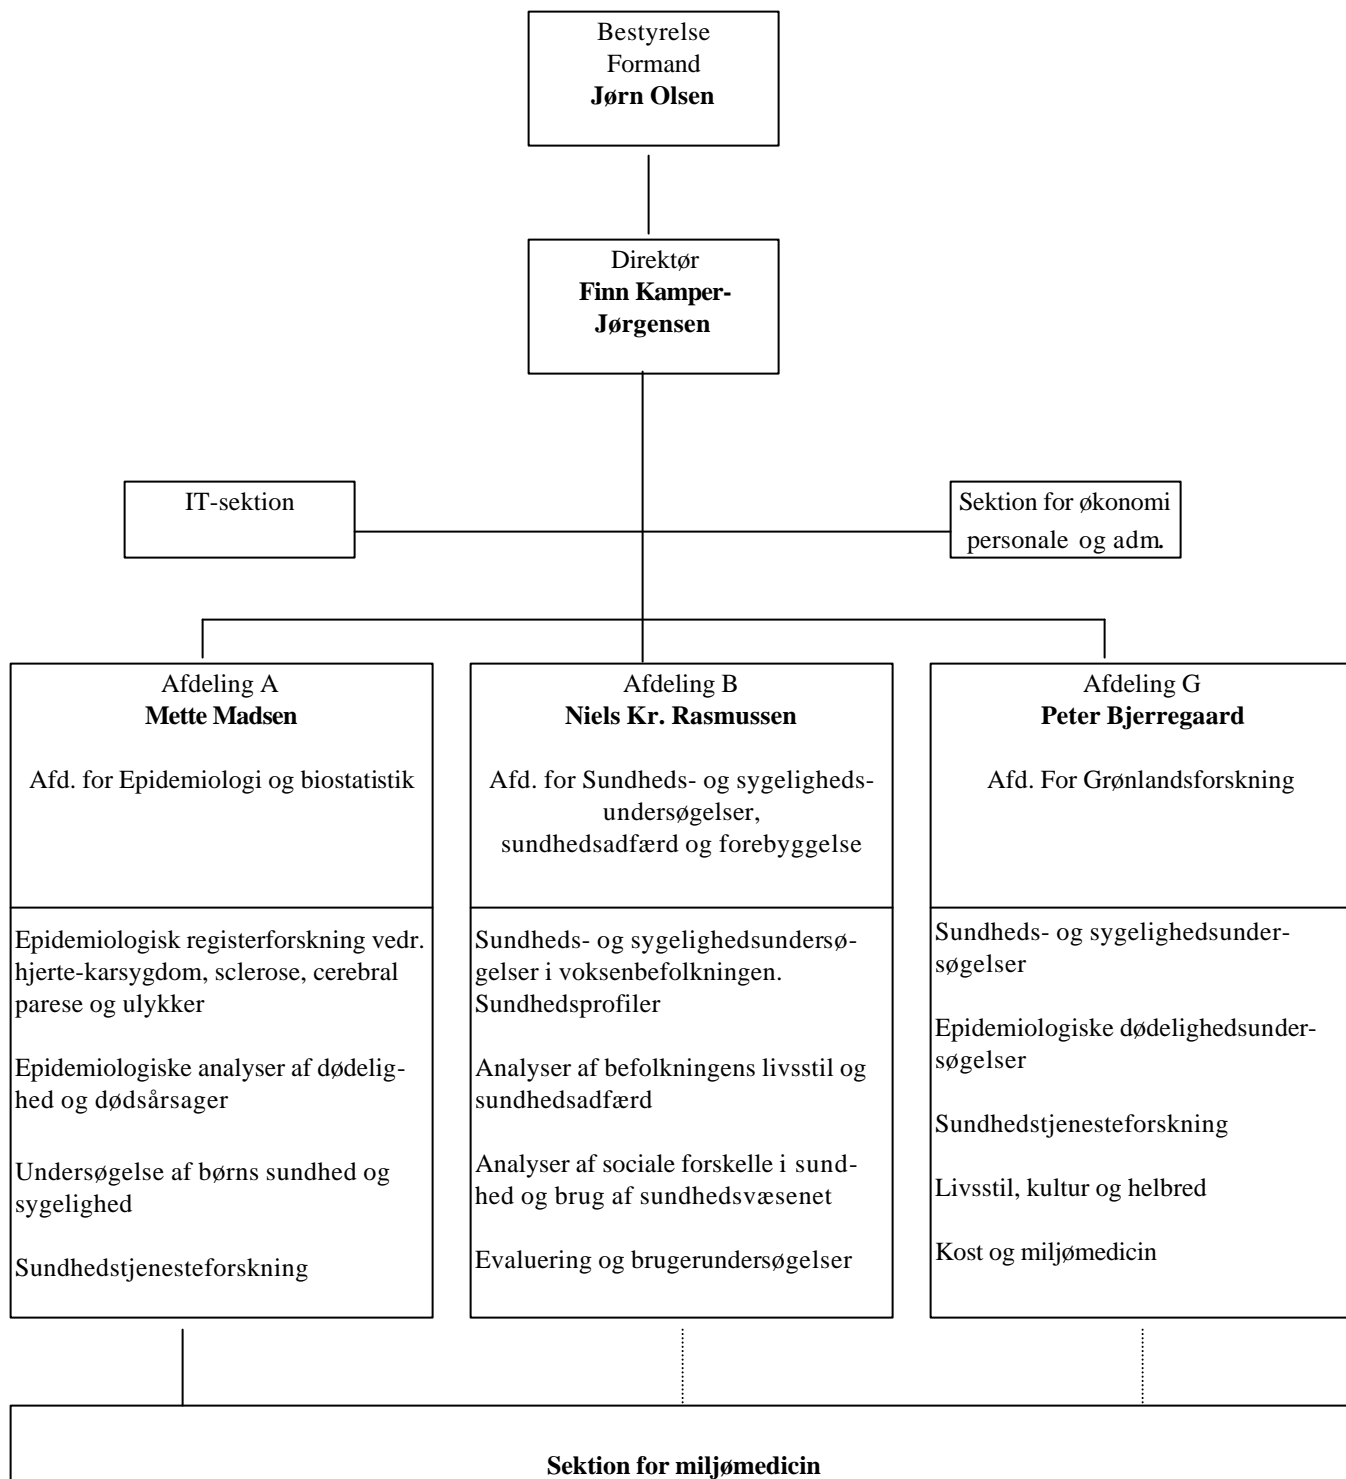 Bestyrelse
Formand
Jørn Olsen
Direktør
Finn Kamper-
Jørgensen
IT-sektion
Sektion for økonomi
personale og adm.
Afdeling A
Mette Madsen
Afd. for Epidemiologi og biostatistik
Epidemiologisk registerforskning vedr.
hjerte-karsygdom, sclerose, cerebral
parese og ulykker
Epidemiologiske analyser af dødelig-
hed og dødsårsager
Undersøgelse af børns sundhed og
sygelighed
Sundhedstjenesteforskning
Afdeling B
Niels Kr. Rasmussen
Afd. for Sundheds- og sygeligheds-
undersøgelser,
sundhedsadfærd og forebyggelse
Sundheds- og sygelighedsundersø-
gelser i voksenbefolkningen.
Sundhedsprofiler
Analyser af befolkningens livsstil og
sundhedsadfærd
Analyser af sociale forskelle i sund-
hed og brug af sundhedsvæsenet
Evaluering og brugerundersøgelser
Afdeling G
Peter Bjerregaard
Afd. For Grønlandsforskning
Sundheds- og sygelighedsunder-
søgelser
Epidemiologiske dødelighedsunder-
søgelser
Sundhedstjenesteforskning
Livsstil, kultur og helbred
Kost og miljømedicin
Sektion for miljømedicin